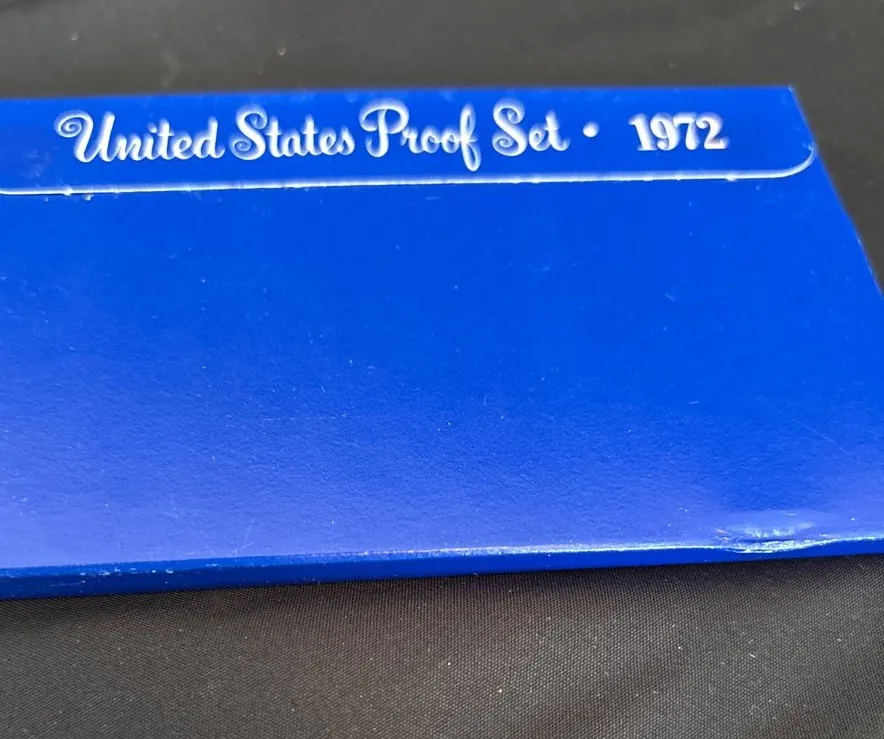 United States Proof Set • 1972